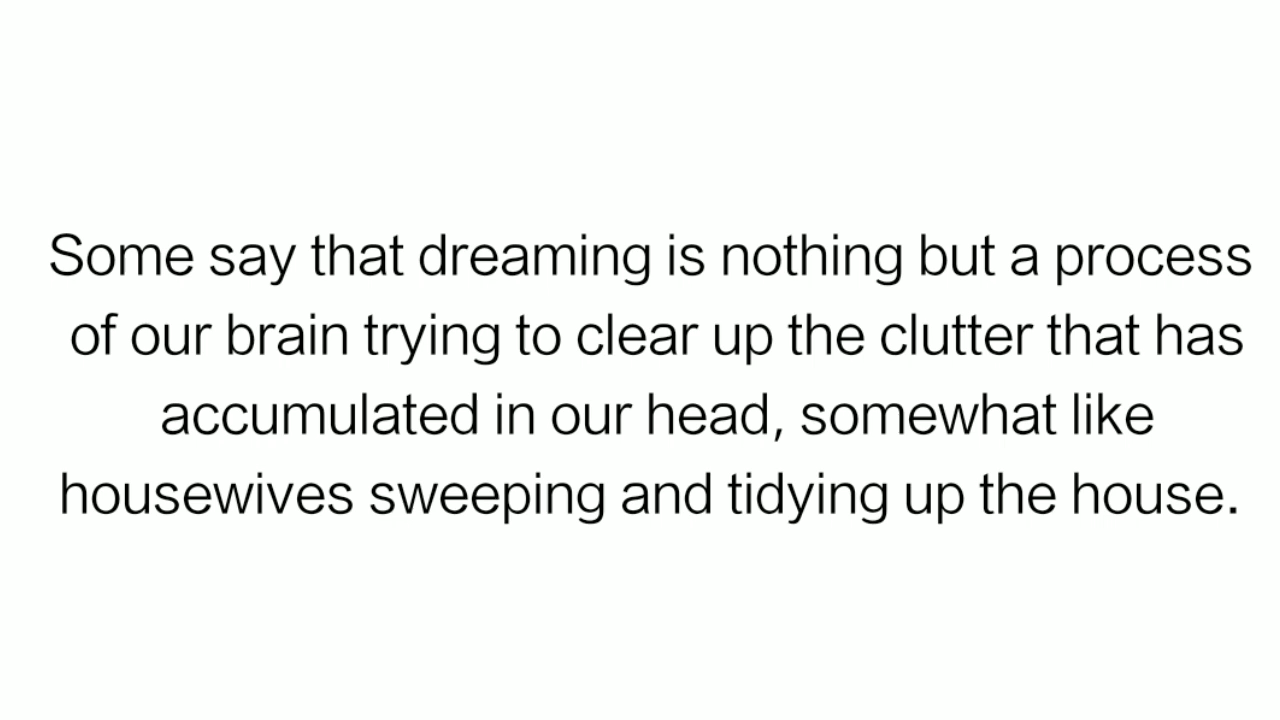 Some say that dreaming is nothing but a process
of our brain trying to clear up the clutter that has
accumulated in our head, somewhat like
housewives sweeping and tidying up the house.